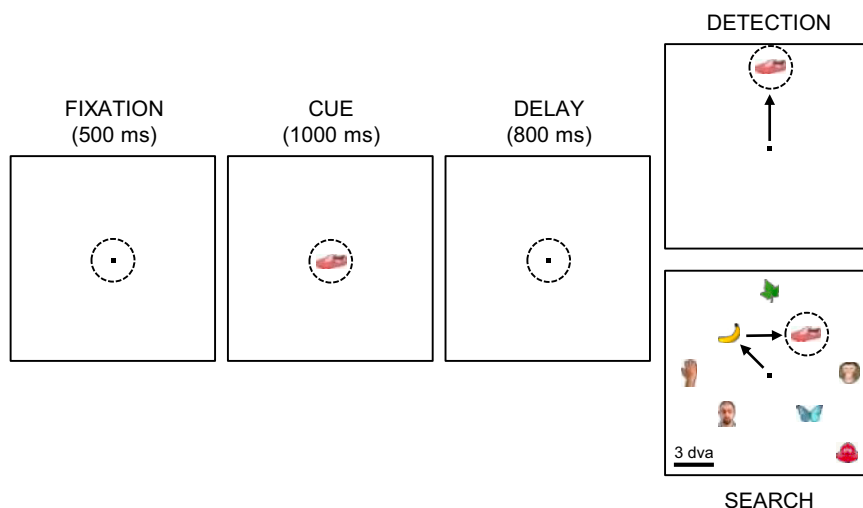 DETECTION
FIXATION
(500 ms)
CUE
(1000 ms)
DELAY
(800 ms)
3 dva
SEARCH